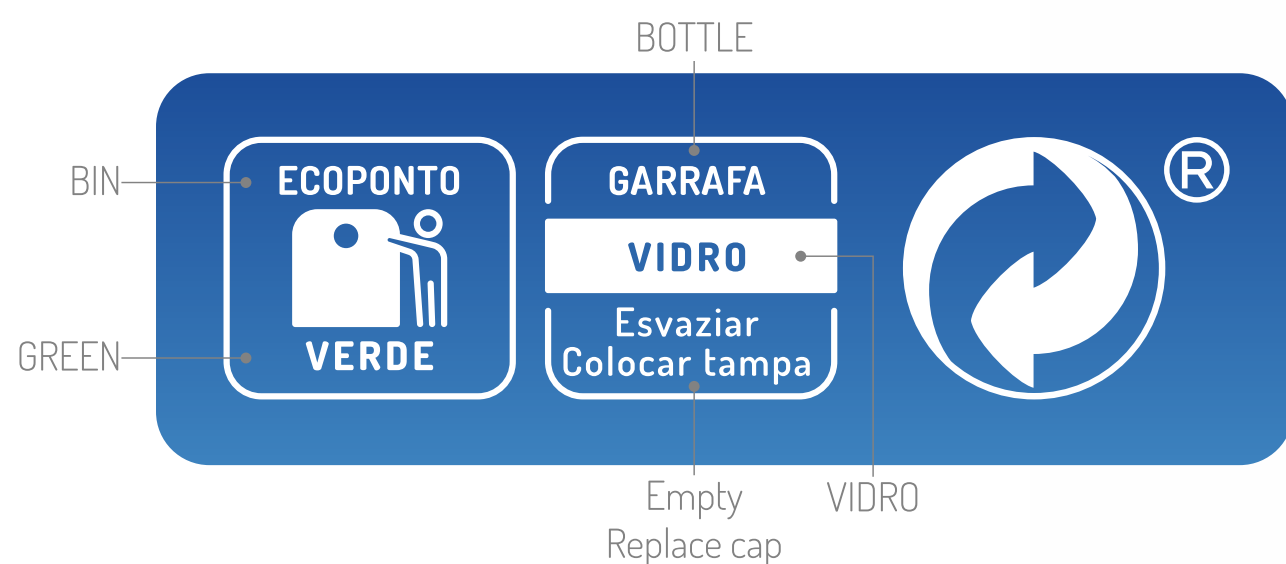 BOTTLE
BIN
ECOPONTO
GREEN
VERDE
GARRAFA
VIDRO
Esvaziar
Colocar tampa
®
Empty
Replace cap
VIDRO